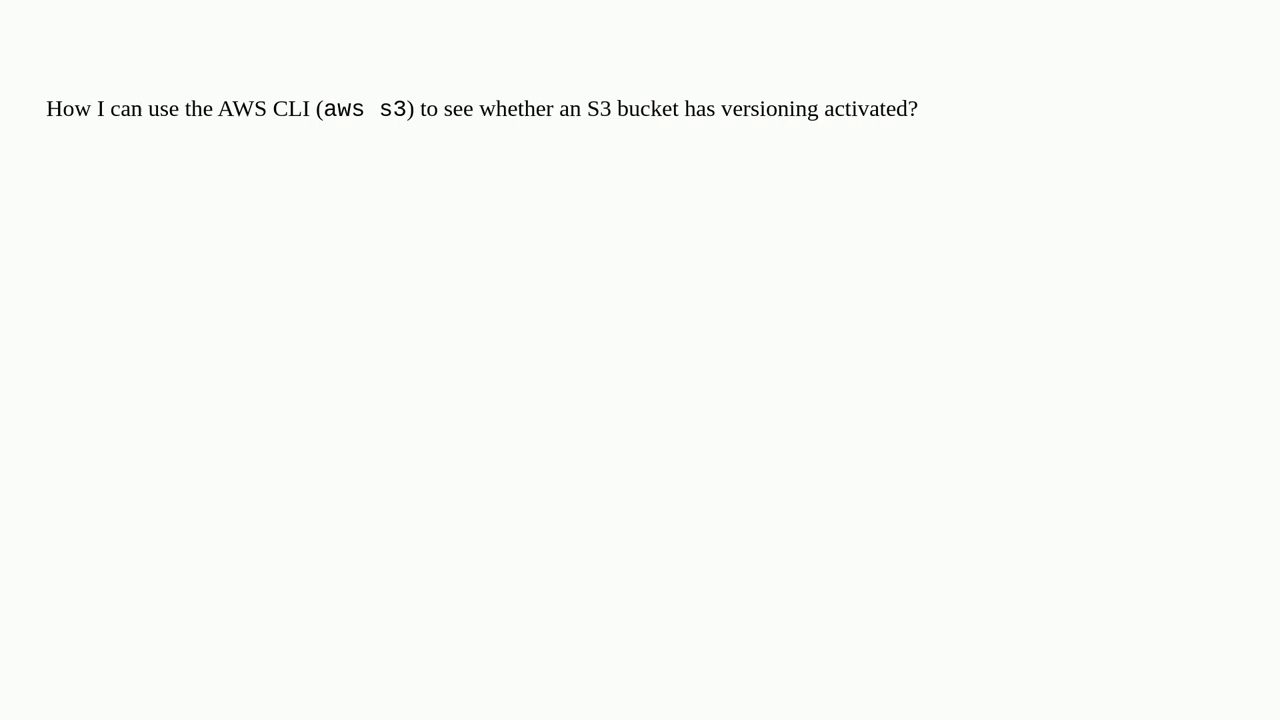 How I can use the AWS CLI (aws s3) to see whether an S3 bucket has versioning activated?